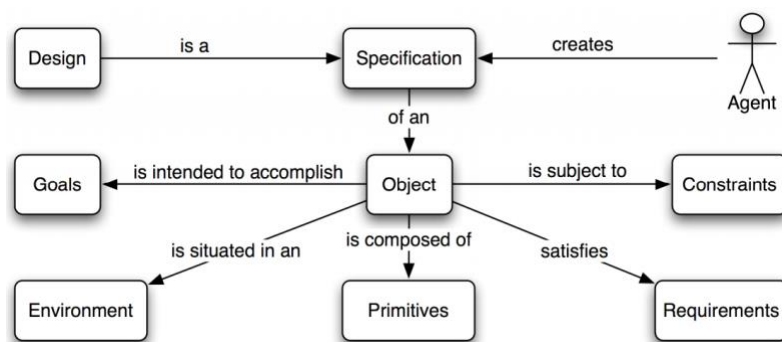 Design
is a
Specification
creates
Agent
of an
Goals
is intended to accomplish
Object
is subject to
Constraints
is situated in an
is composed of
satisfies
Environment
Primitives
Requirements